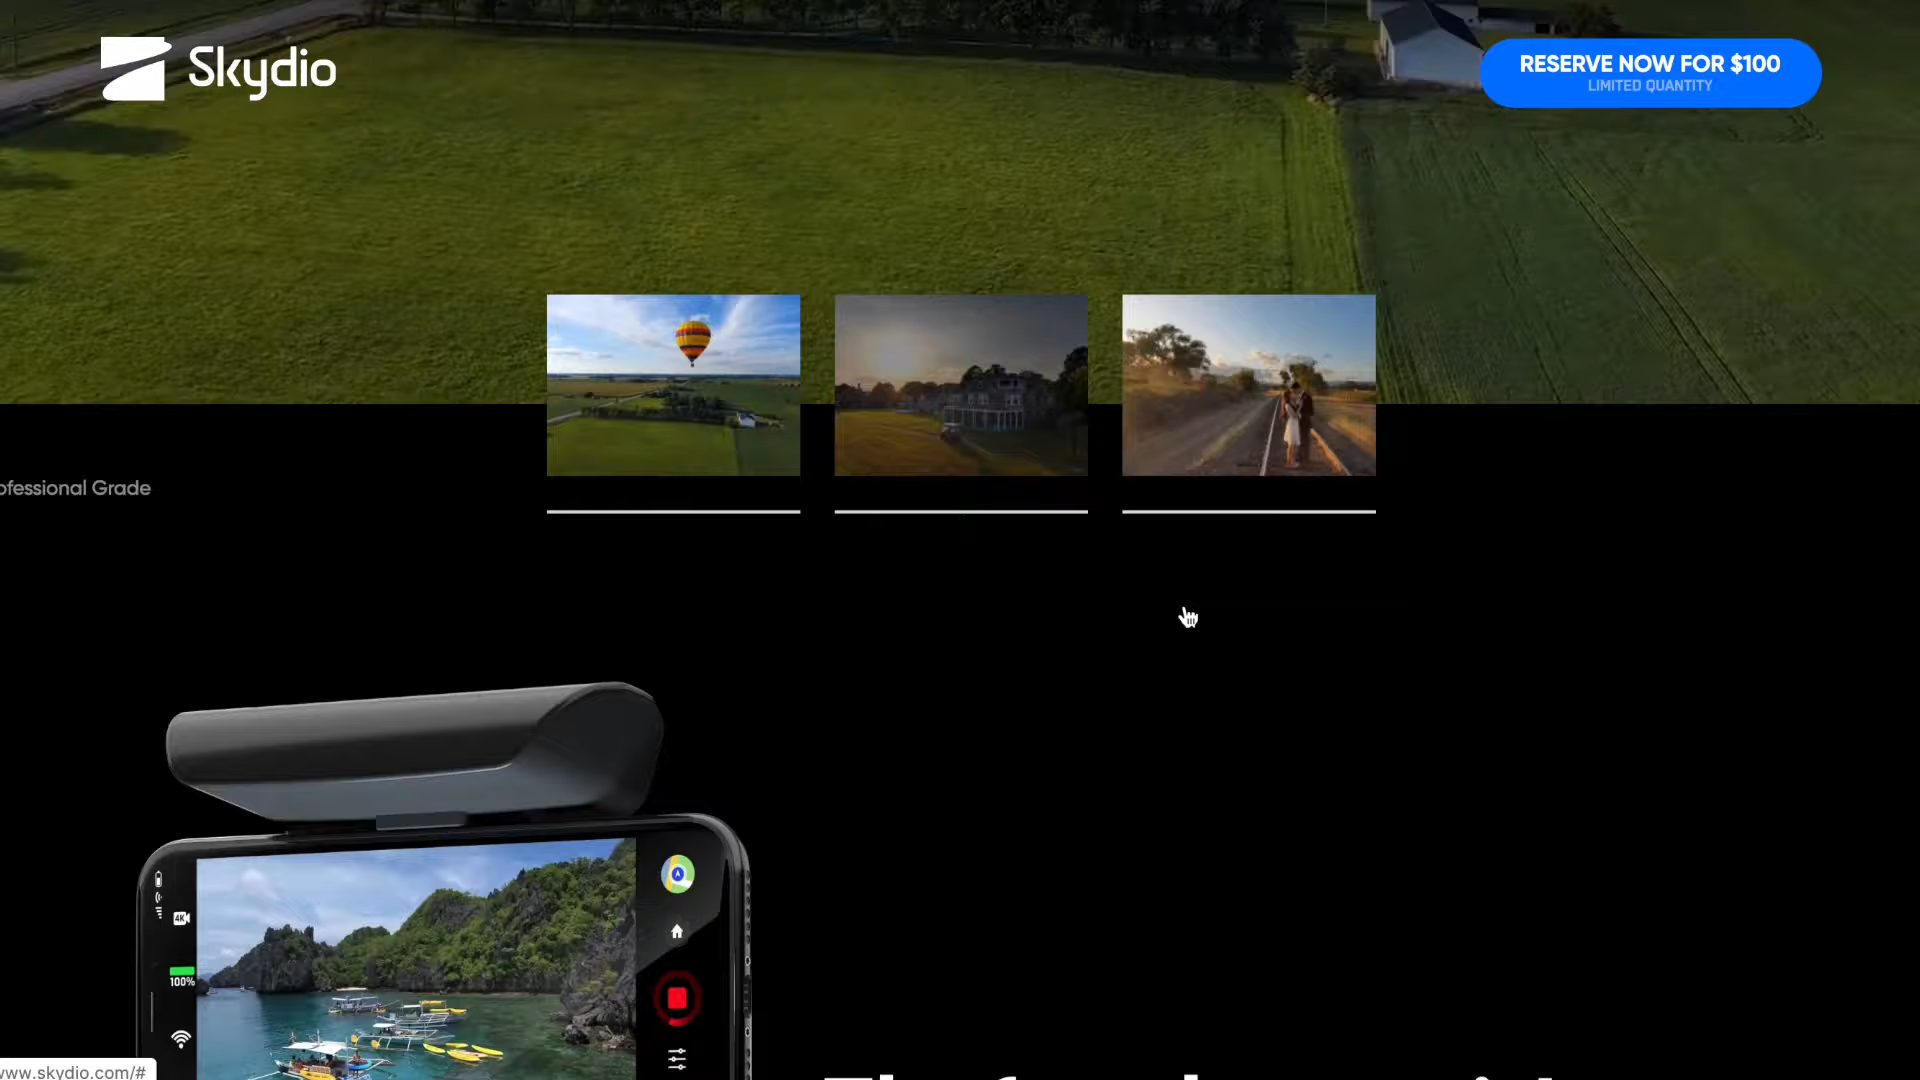 Skydio
RESERVE NOW FOR $100
LIMITED QUANTITY
ofessional Grade
4K
100%
www.skydio.com/#